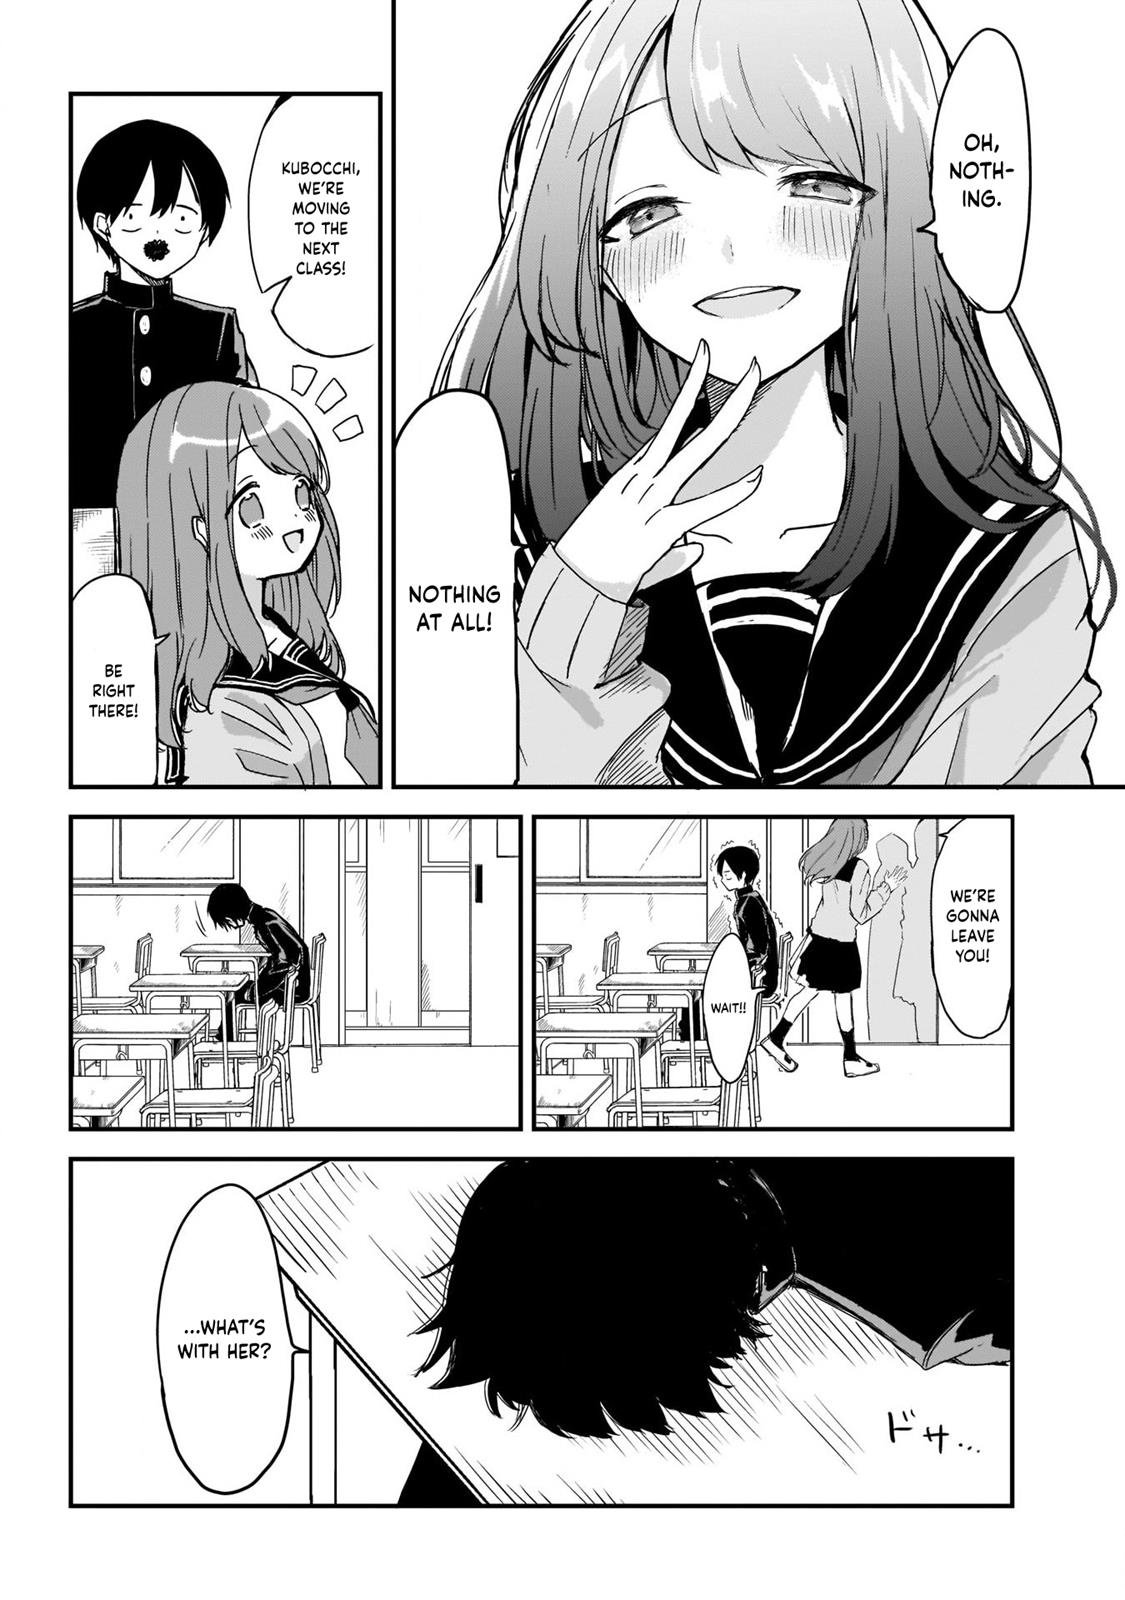 OH,
NOTH-
ING.
NOTHING
AT ALL!
KUBOCCHI,
WE'RE
MOVING
TO THE
NEXT
CLASS!
BE
RIGHT
THERE!
WE'RE
GONNA
LEAVE
YOU!
WAIT!!
...WHAT'S
WITH HER?
ドサ...